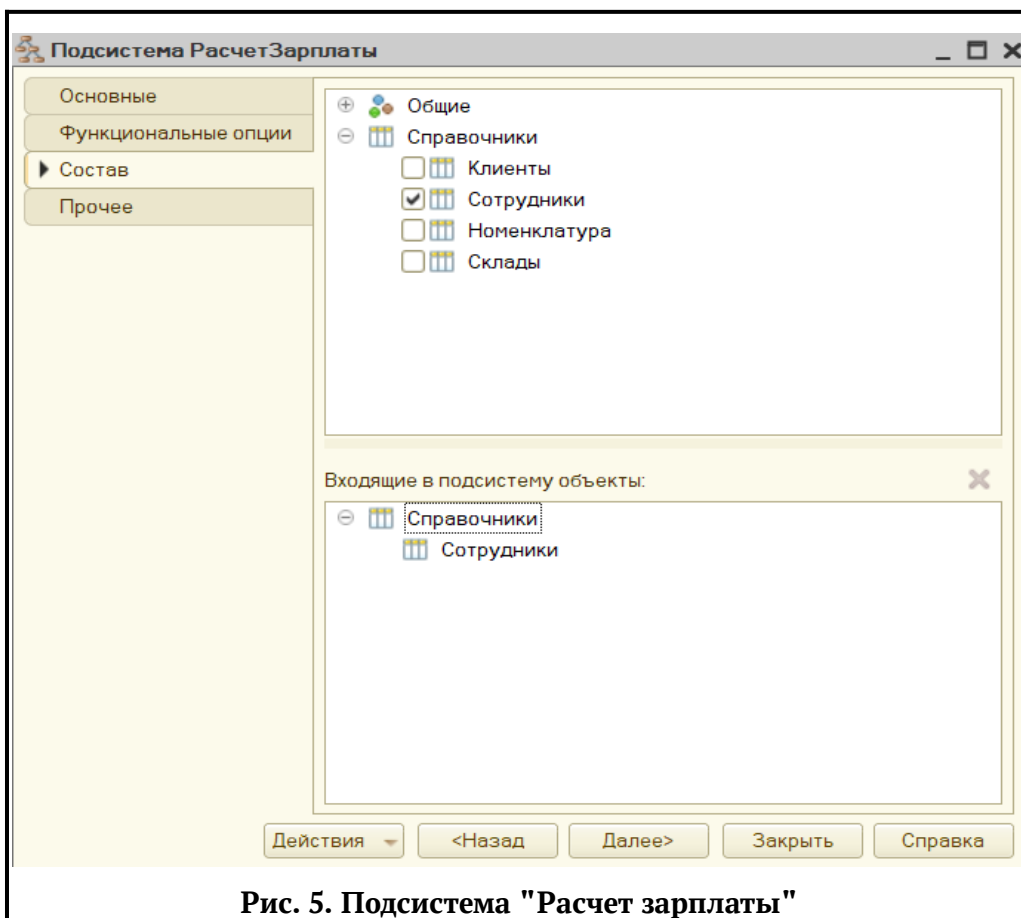 Подсистема РасчетЗарплаты
Основные
Функциональные опции
Состав
Прочее
Общие
Справочники
Клиенты
Сотрудники
Номенклатура
Склады
Входящие в подсистему объекты:
Справочники
Сотрудники
Действия
<Назад
Далее>
Закрыть
Справка
Рис. 5. Подсистема "Расчет зарплаты"